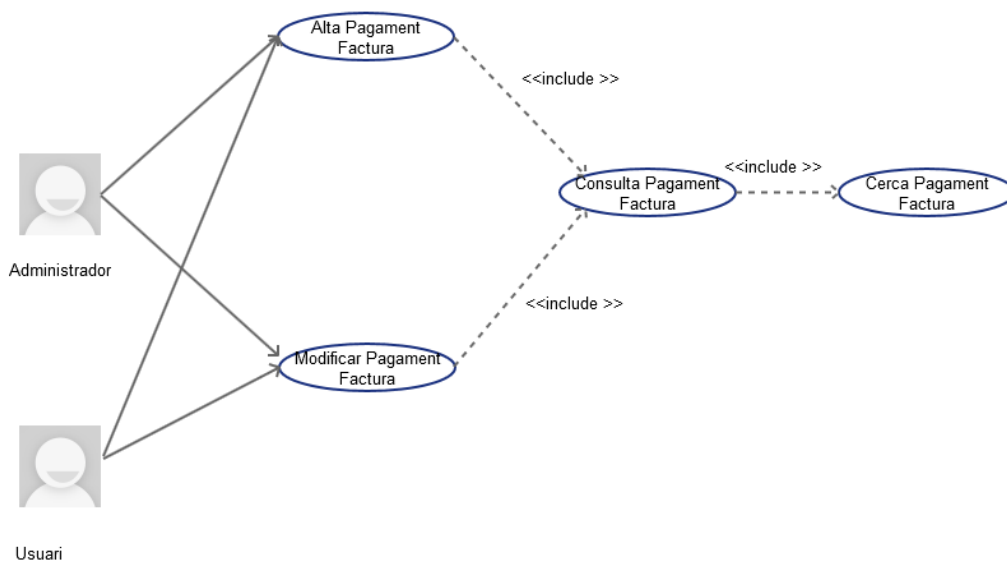 Alta Pagament
Factura
<<include >>
<<include >>
Consulta Pagament
Factura
Cerca Pagament
Factura
Administrador
<<include >>
Modificar Pagament
Factura
Usuari